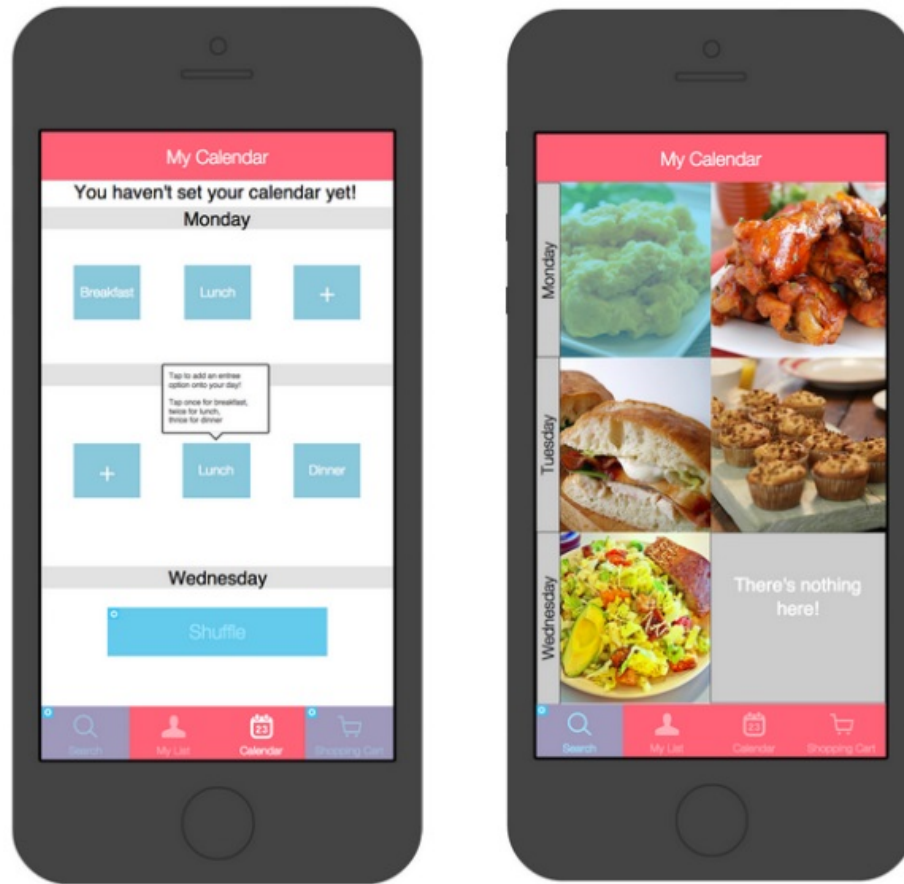 My Calendar
You haven't set your calendar yet!
Monday
Breakfast
Lunch
+
Tap to add an entree
option onto your day!
Tap once for breakfast,
twice for lunch,
thrice for dinner
+
Lunch
Dinner
Wednesday
Shuffle
Search
My List
23
Calendar
Shopping Cart
My Calendar
Monday
Tuesday
Wednesday
There's nothing
here!
Search
My List
23
Calendar
Shopping Cart